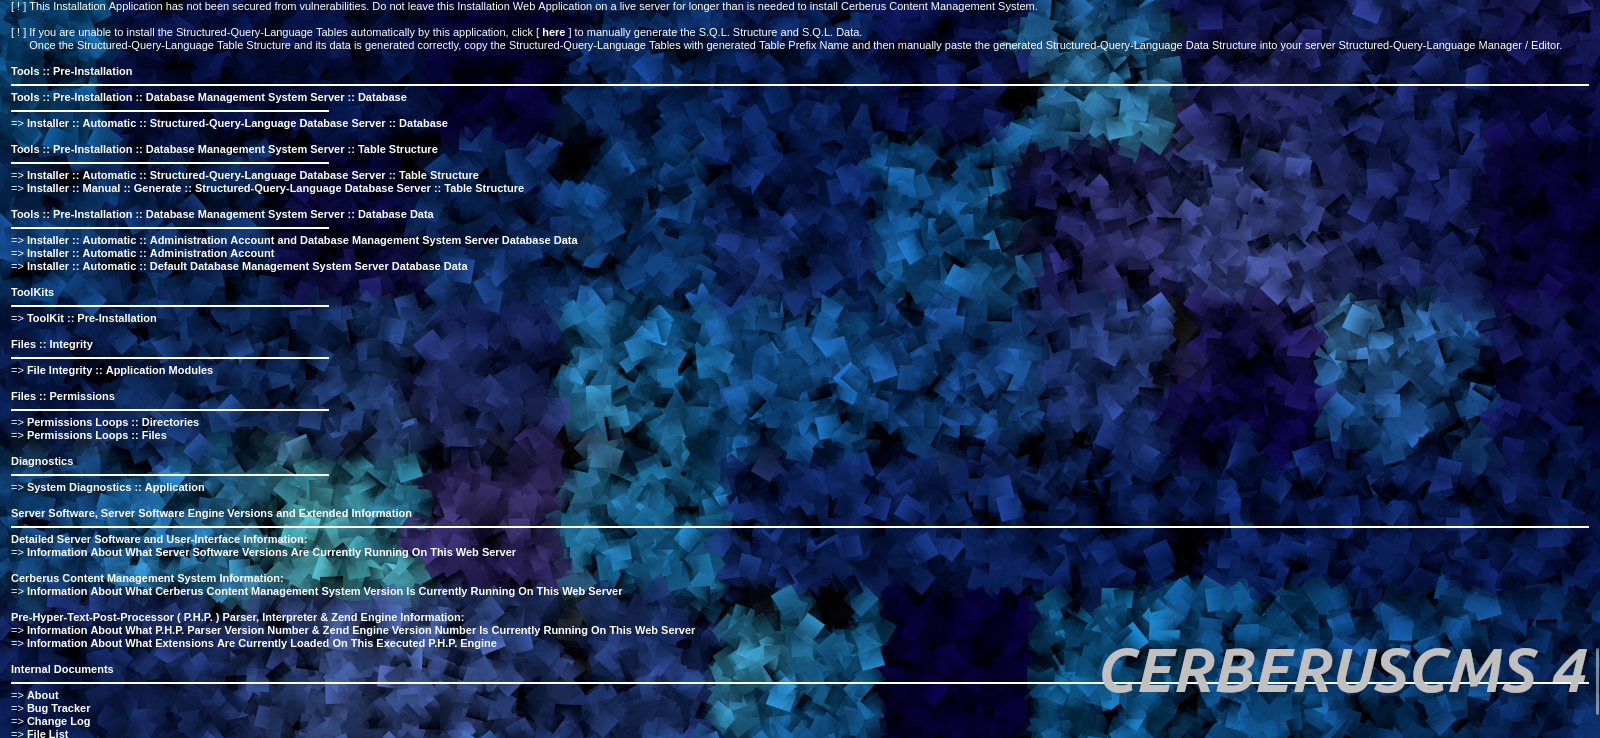 [ ! ] This Installation Application has not been secured from vulnerabilities. Do not leave this Installation Web Application on a live server for longer than is needed to install Cerberus Content Management System.
[ ! ] If you are unable to install the Structured-Query-Language Tables automatically by this application, click [ here ] to manually generate the S.Q.L. Structure and S.Q.L. Data.
Once the Structured-Query-Language Table Structure and its data is generated correctly, copy the Structured-Query-Language Tables with generated Table Prefix Name and then manually paste the generated Structured-Query-Language Data Structure into your server Structured-Query-Language Manager / Editor.
Tools :: Pre-Installation
Tools :: Pre-Installation :: Database Management System Server :: Database
=> Installer :: Automatic :: Structured-Query-Language Database Server :: Database
Tools :: Pre-Installation :: Database Management System Server :: Table Structure
=> Installer :: Automatic :: Structured-Query-Language Database Server :: Table Structure
=> Installer :: Manual :: Generate :: Structured-Query-Language Database Server :: Table Structure
Tools :: Pre-Installation :: Database Management System Server :: Database Data
=> Installer :: Automatic :: Administration Account and Database Management System Server Database Data
=> Installer :: Automatic :: Administration Account
=> Installer :: Automatic :: Default Database Management System Server Database Data
ToolKits
=> ToolKit :: Pre-Installation
Files :: Integrity
=> File Integrity :: Application Modules
Files :: Permissions
=> Permissions Loops :: Directories
=> Permissions Loops :: Files
Diagnostics
=> System Diagnostics :: Application
Server Software, Server Software Engine Versions and Extended Information
Detailed Server Software and User-Interface Information:
=> Information About What Server Software Versions Are Currently Running On This Web Server
Cerberus Content Management System Information:
=> Information About What Cerberus Content Management System Version Is Currently Running On This Web Server
Pre-Hyper-Text-Post-Processor ( P.H.P. ) Parser, Interpreter & Zend Engine Information:
=> Information About What P.H.P. Parser Version Number & Zend Engine Version Number Is Currently Running On This Web Server
=> Information About What Extensions Are Currently Loaded On This Executed P.H.P. Engine
Internal Documents
=> About
=> Bug Tracker
=> Change Log
=> File List
CERBERUSCMS 4